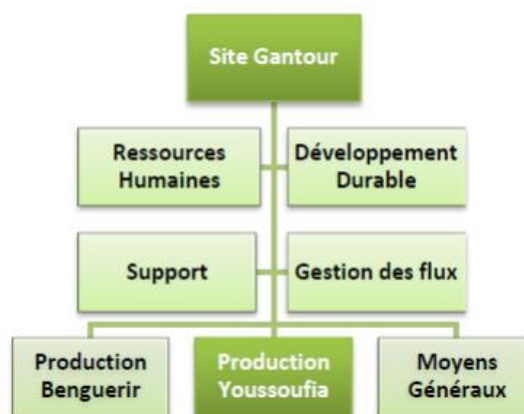 Site Gantour
Ressources
Humaines
Développement
Durable
Support
Gestion des flux
Production
Benguerir
Production
Youssoufia
Moyens
Généraux